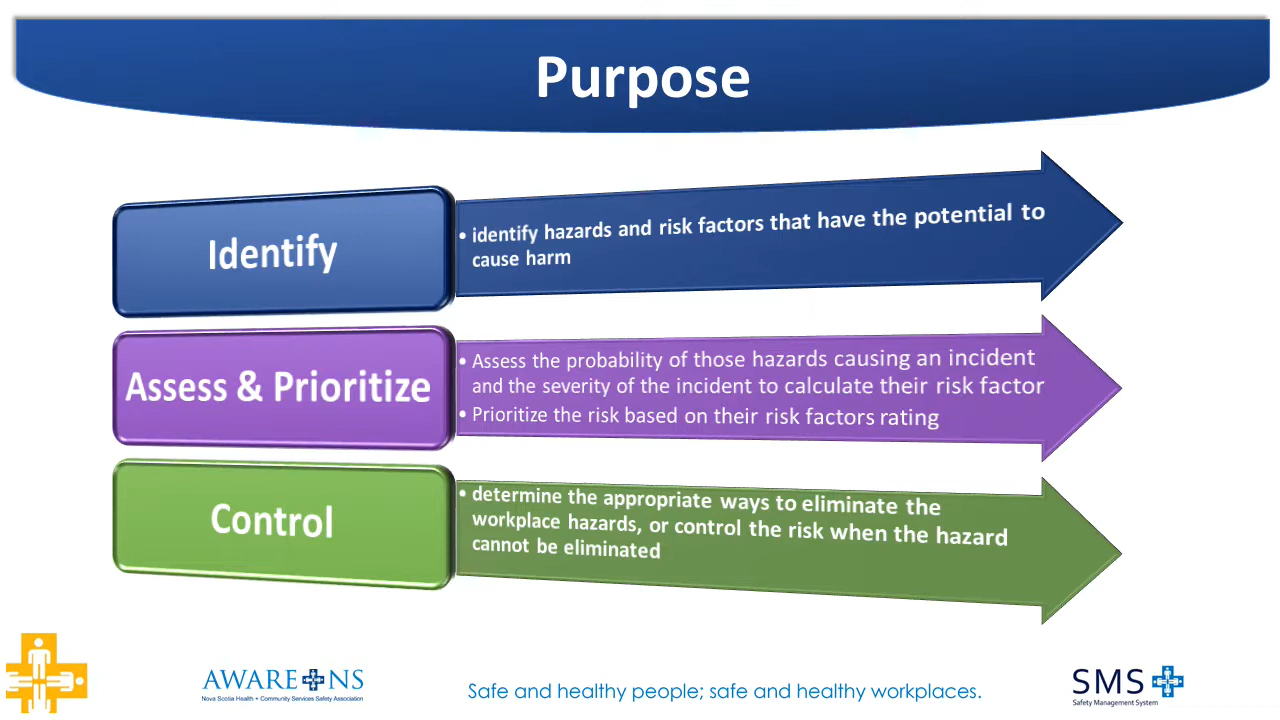 Purpose
Identify
• identify hazards and risk factors that have the potential to
cause harm
Assess & Prioritize
• Assess the probability of those hazards causing an incident
and the severity of the incident to calculate their risk factor
• Prioritize the risk based on their risk factors rating
Control
• determine the appropriate ways to eliminate the
workplace hazards, or control the risk when the hazard
cannot be eliminated
AWARE NS
Nova Scotia Health + Community Services Safety Association
Safe and healthy people; safe and healthy workplaces.
SMS
Safety Management System